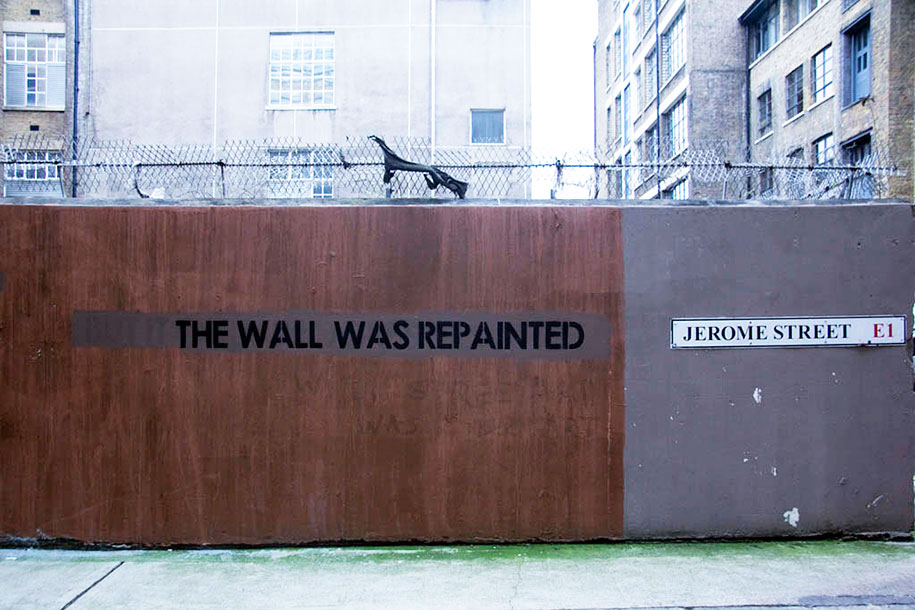 THE WALL WAS REPAINTED
JEROME STREET E1